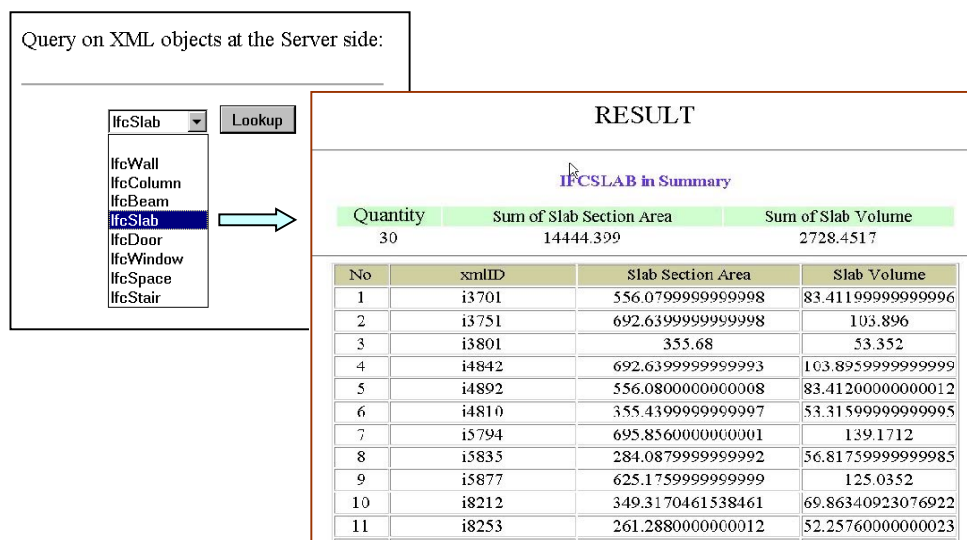 Query on XML objects at the Server side:
IfcSlab Lookup
IfcWall
IfcColumn
IfcBeam
IfcSlab
IfcDoor
IfcWindow
IfcSpace
IfcStair
RESULT
IFCSLAB in Summary
Quantity Sum of Slab Section Area Sum of Slab Volume
30 14444.399 2728.4517
No xmlID Slab Section Area Slab Volume
1 i3701 556.0799999999998 83.41199999999996
2 i3751 692.6399999999998 103.896
3 i3801 355.68 53.352
4 i4842 692.6399999999993 103.8959999999999
5 i4892 556.0800000000008 83.41200000000012
6 i4810 355.4399999999997 53.31599999999995
7 i5794 695.8560000000001 139.1712
8 i5835 284.0879999999992 56.81759999999985
9 i5877 625.1759999999999 125.0352
10 i8212 349.3170461538461 69.86340923076922
11 i8253 261.2880000000012 52.25760000000023